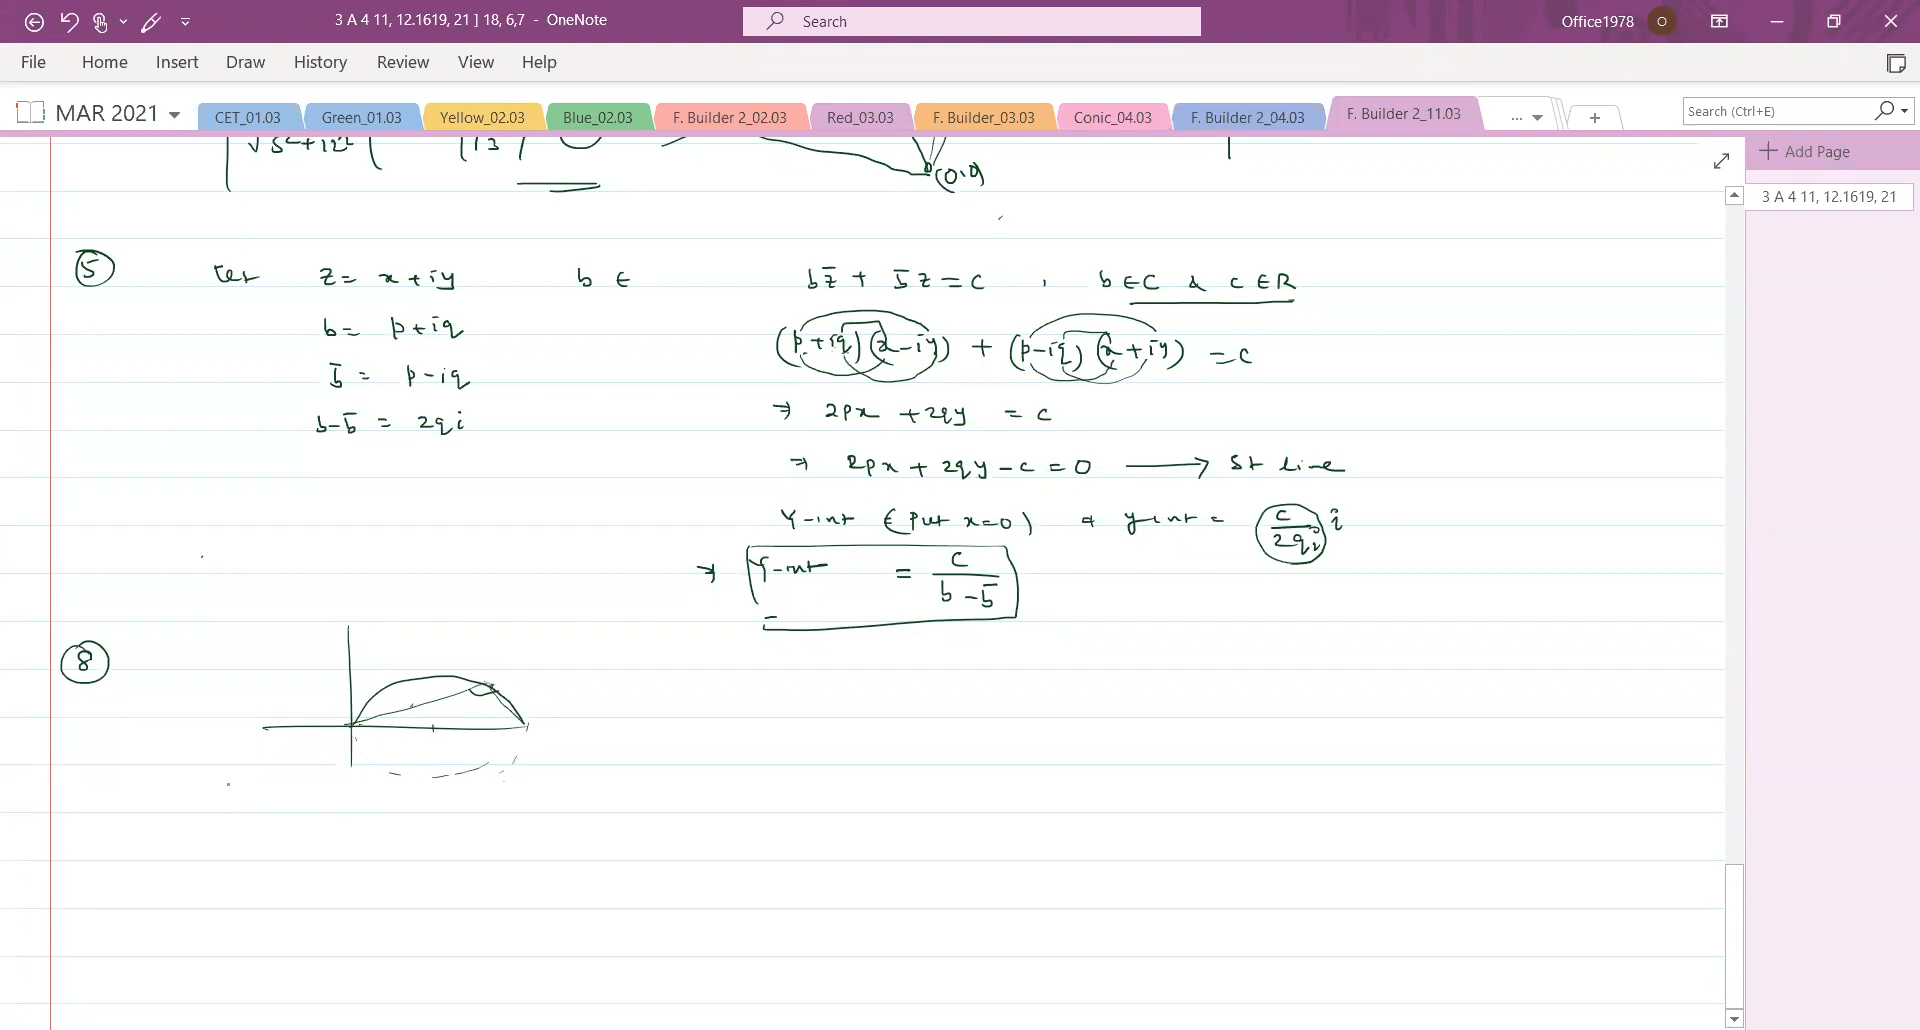 3 A 4 11, 12.1619, 21 ] 18, 6,7 - OneNote
Search
Office1978
O
File Home Insert Draw History Review View Help
MAR 2021
CET_01.03 Green_01.03 Yellow_02.03 Blue_02.03 F. Builder 2_02.03 Red_03.03 F. Builder_03.03 Conic_04.03 F. Builder 2_04.03 F. Builder 2_11.03 ... +
Search (Ctrl+E)
+ Add Page
3 A 4 11, 12.1619, 21
√5²+12² 13
(0,0)
5 Let z = x + iy b ∈ bz̄ + b̄z = c , b ∈ C & c ∈ R
b = p + iq (p + iq)(x - iy) + (p - iq)(x + iy) = c
b̄ = p - iq
b - b̄ = 2qi ⇒ 2px + 2qy = c
⇒ 2px + 2qy - c = 0 → St line
Y-int (put x=0) y-int = c/2qi i
⇒ Y-int = c/(b - b̄)
8